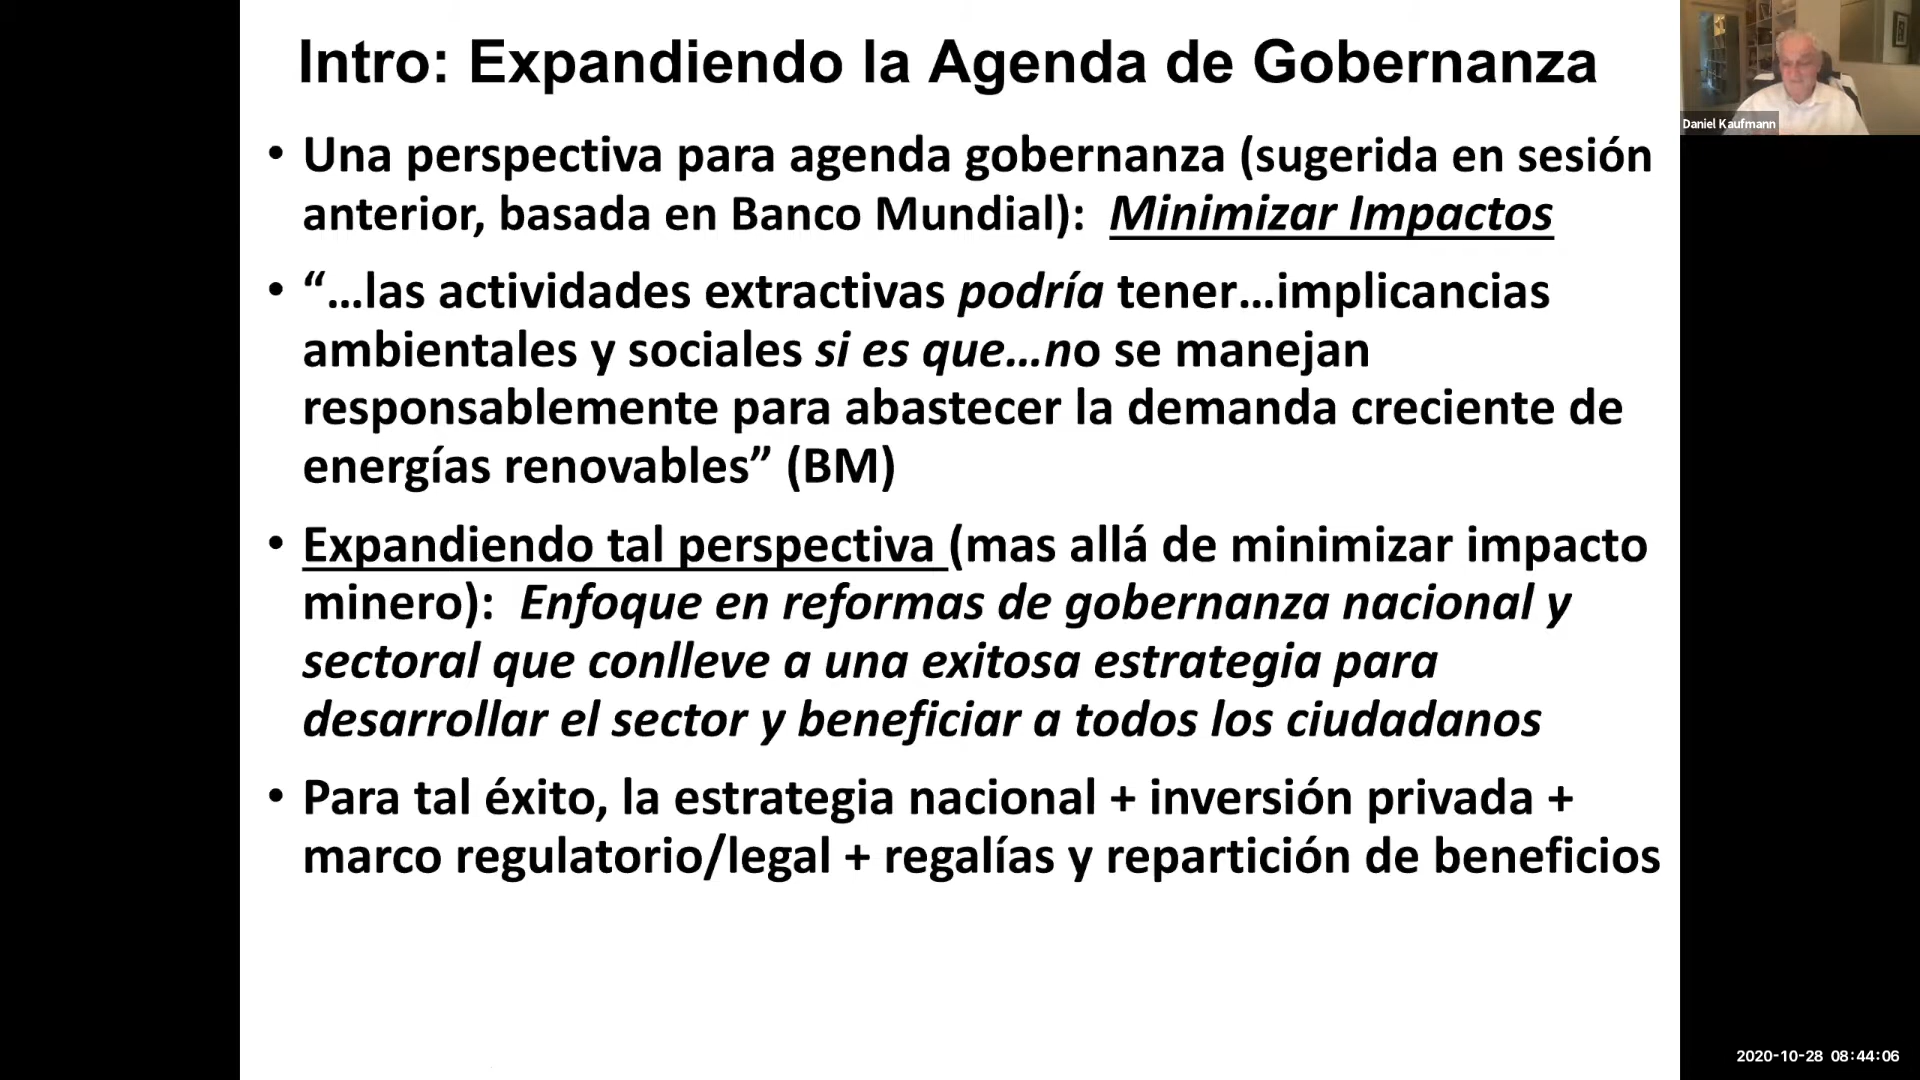 Intro: Expandiendo la Agenda de Gobernanza
• Una perspectiva para agenda gobernanza (sugerida en sesión
anterior, basada en Banco Mundial): Minimizar Impactos
• “…las actividades extractivas podría tener…implicancias
ambientales y sociales si es que…no se manejan
responsablemente para abastecer la demanda creciente de
energías renovables” (BM)
• Expandiendo tal perspectiva (mas allá de minimizar impacto
minero): Enfoque en reformas de gobernanza nacional y
sectoral que conlleve a una exitosa estrategia para
desarrollar el sector y beneficiar a todos los ciudadanos
• Para tal éxito, la estrategia nacional + inversión privada +
marco regulatorio/legal + regalías y repartición de beneficios
Daniel Kaufmann
2020-10-28 08:44:06